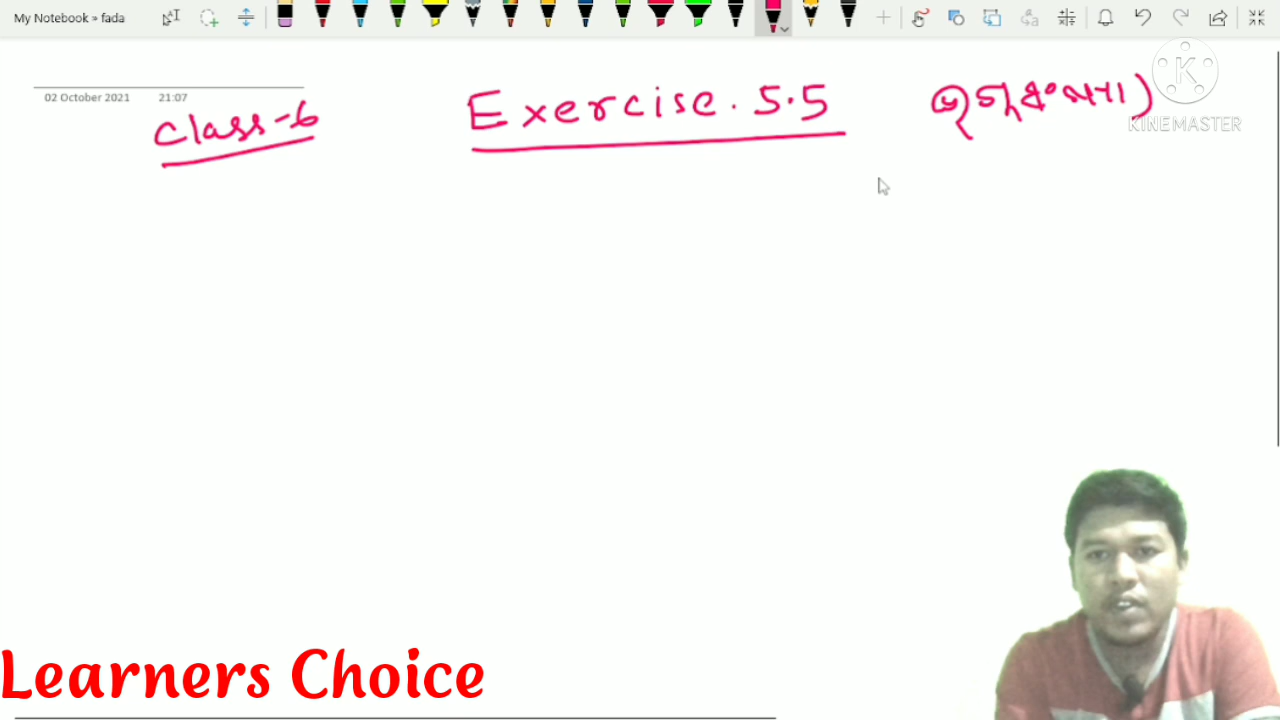 My Notebook » fada
02 October 2021 21:07
Class-6 Exercise. 5.5
K
KINEMASTER
Learners Choice